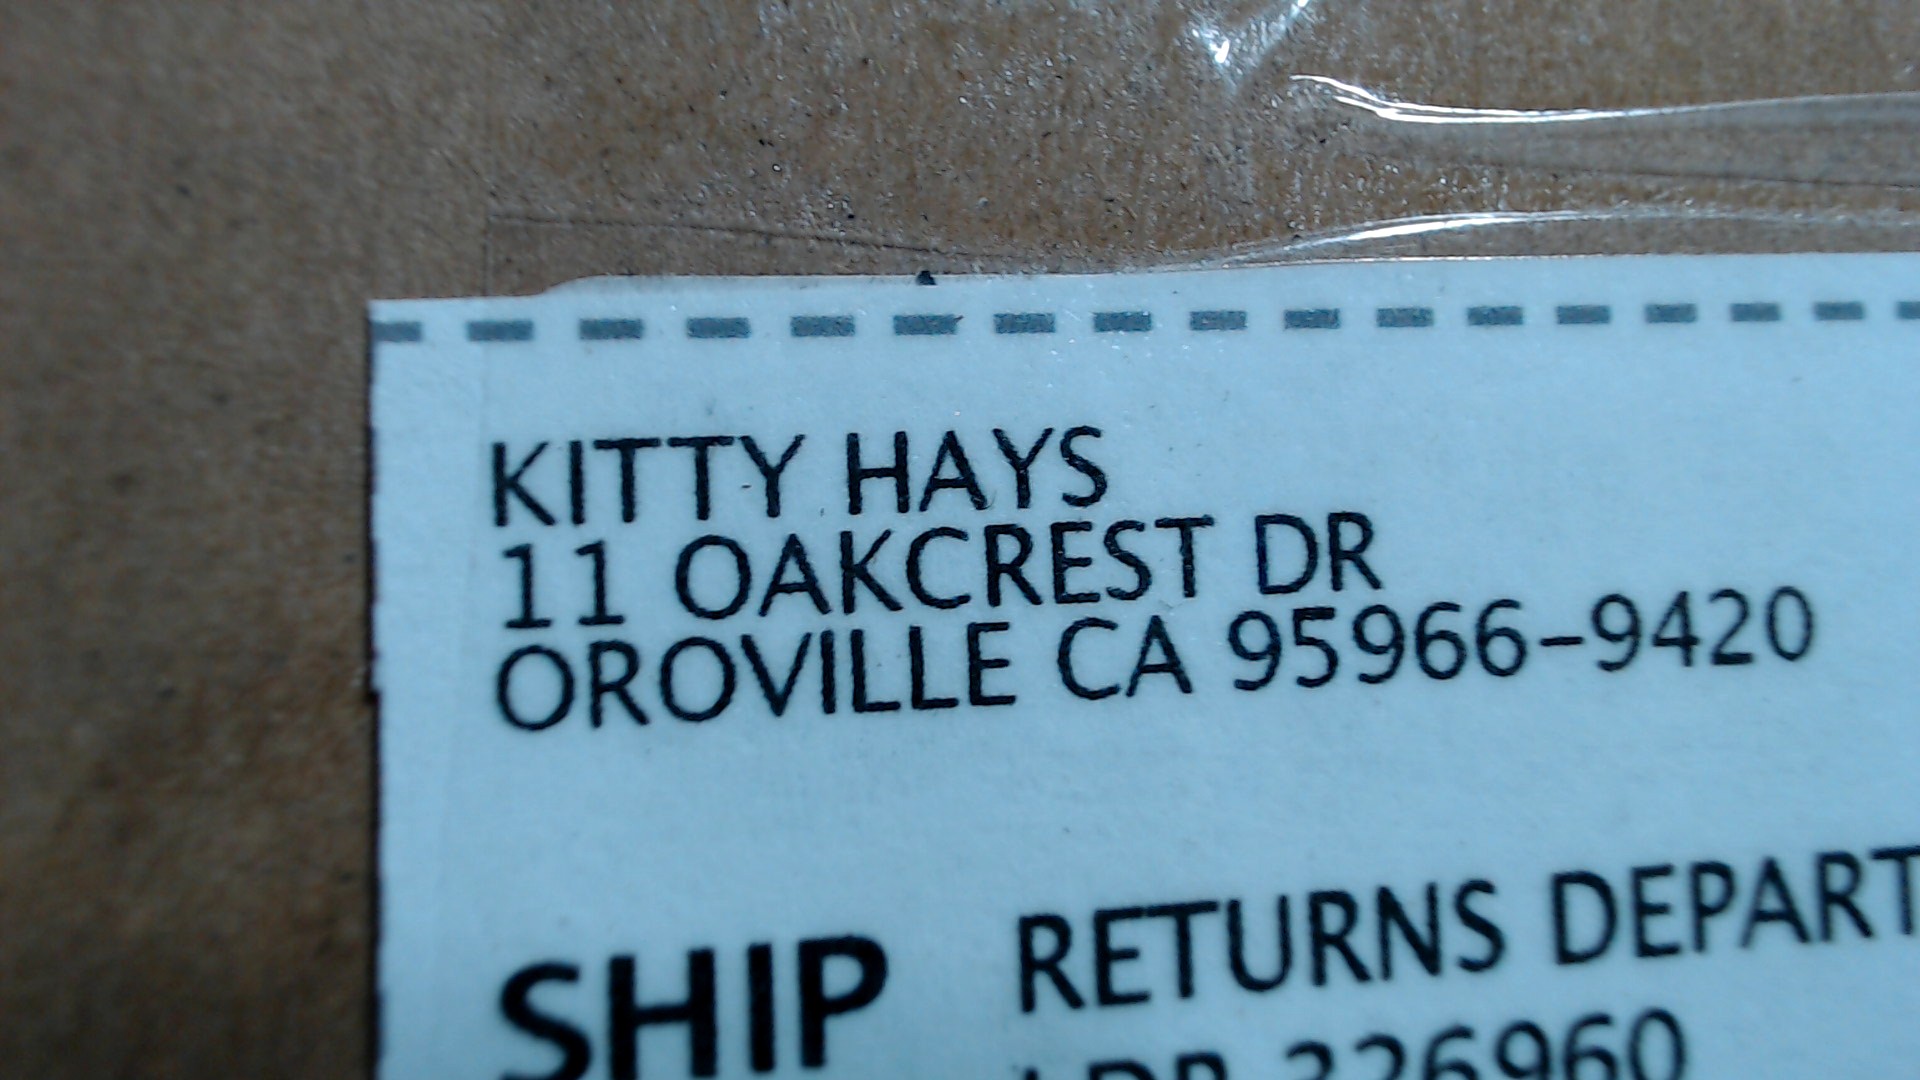 KITTY HAYS
11 OAKCREST DR
OROVILLE CA 95966-9420
SHIP RETURNS DEPART